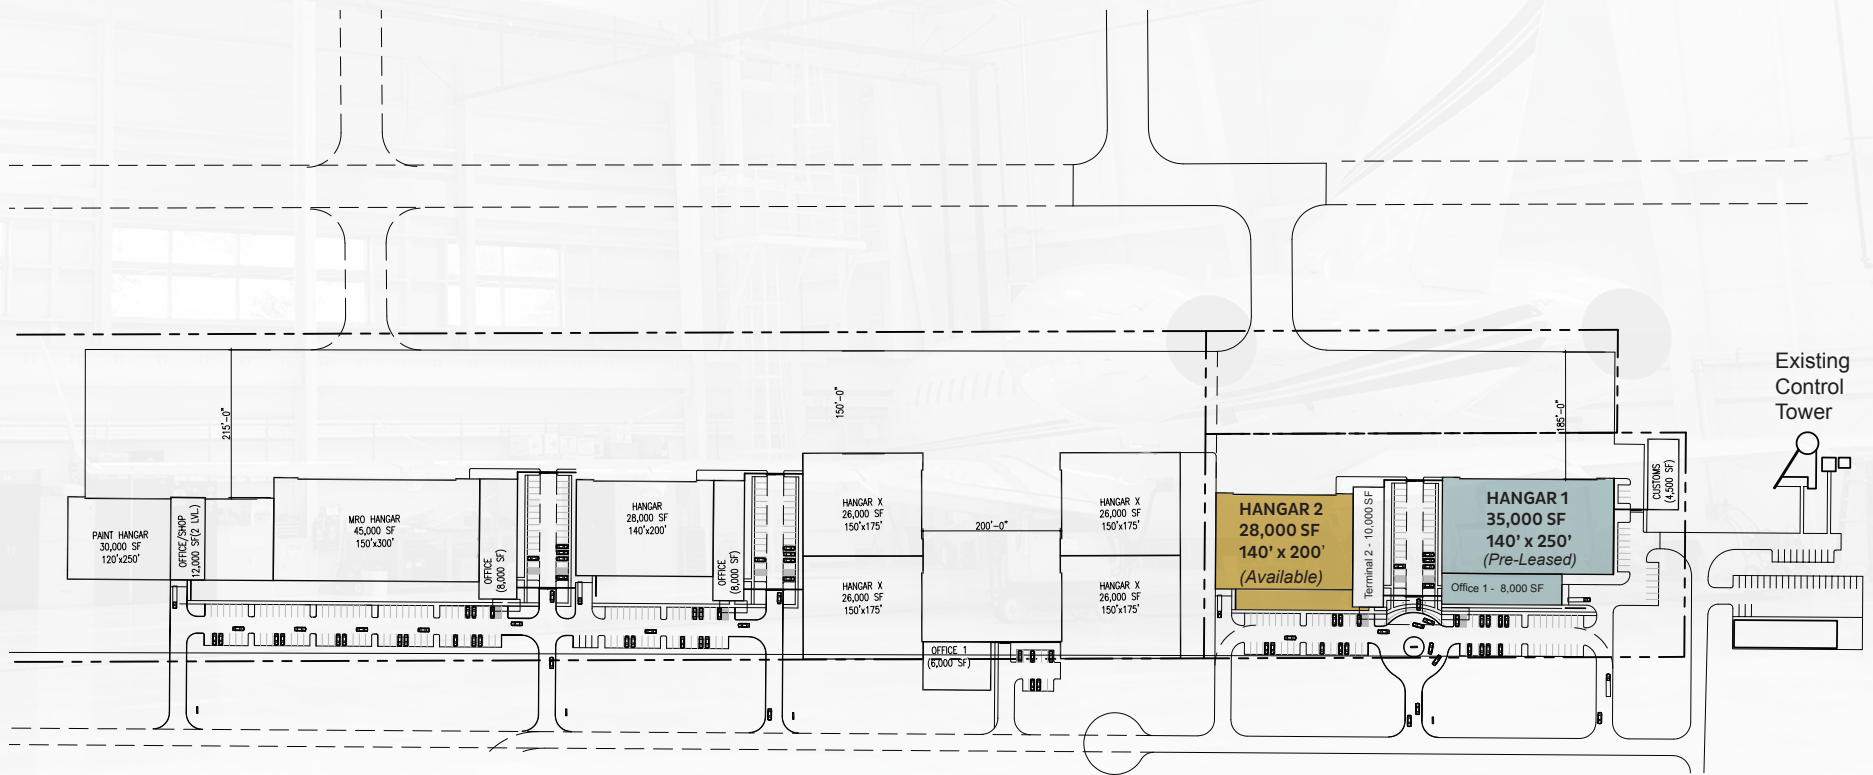 Existing
Control
Tower
215'-0"
150'-0"
185'-0"
PAINT HANGAR
30,000 SF
120'x250'
OFFICE/SHOP
12,000 SF(2 LVL)
MRO HANGAR
45,000 SF
150'x300'
OFFICE
(8,000 SF)
HANGAR
28,000 SF
140'x200'
OFFICE
(8,000 SF)
HANGAR X
26,000 SF
150'x175'
HANGAR X
26,000 SF
150'x175'
200'-0"
HANGAR X
26,000 SF
150'x175'
HANGAR X
26,000 SF
150'x175'
OFFICE 1
(6,000 SF)
HANGAR 2
28,000 SF
140' x 200'
(Available)
Terminal 2 - 10,000 SF
HANGAR 1
35,000 SF
140' x 250'
(Pre-Leased)
Office 1 - 8,000 SF
CUSTOMS
(4,500 SF)